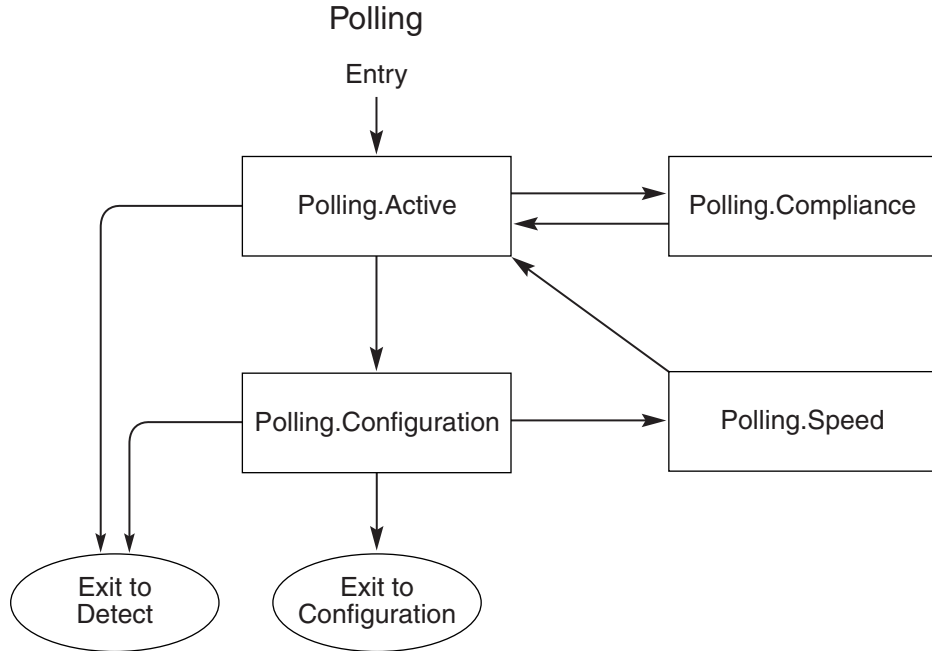 Polling
Entry
Polling.Active
Polling.Compliance
Polling.Configuration
Polling.Speed
Exit to
Detect
Exit to
Configuration